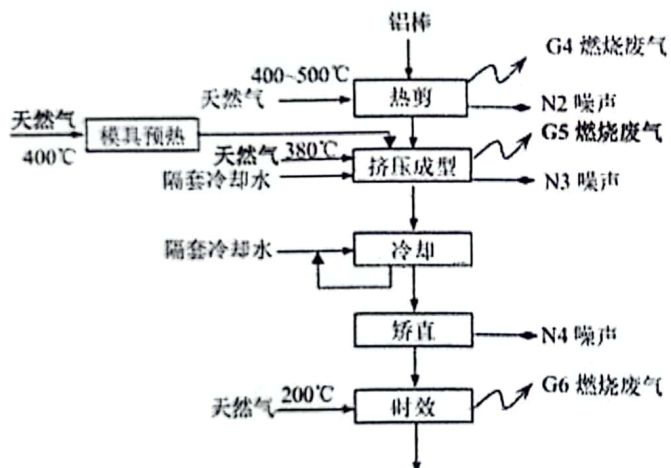 铝棒
G4 燃烧废气
400~500℃
天然气
热剪
N2 噪声
天然气
400℃
模具预热
G5 燃烧废气
天然气
380℃
挤压成型
隔套冷却水
N3 噪声
隔套冷却水
冷却
矫直
N4 噪声
200℃
天然气
时效
G6 燃烧废气